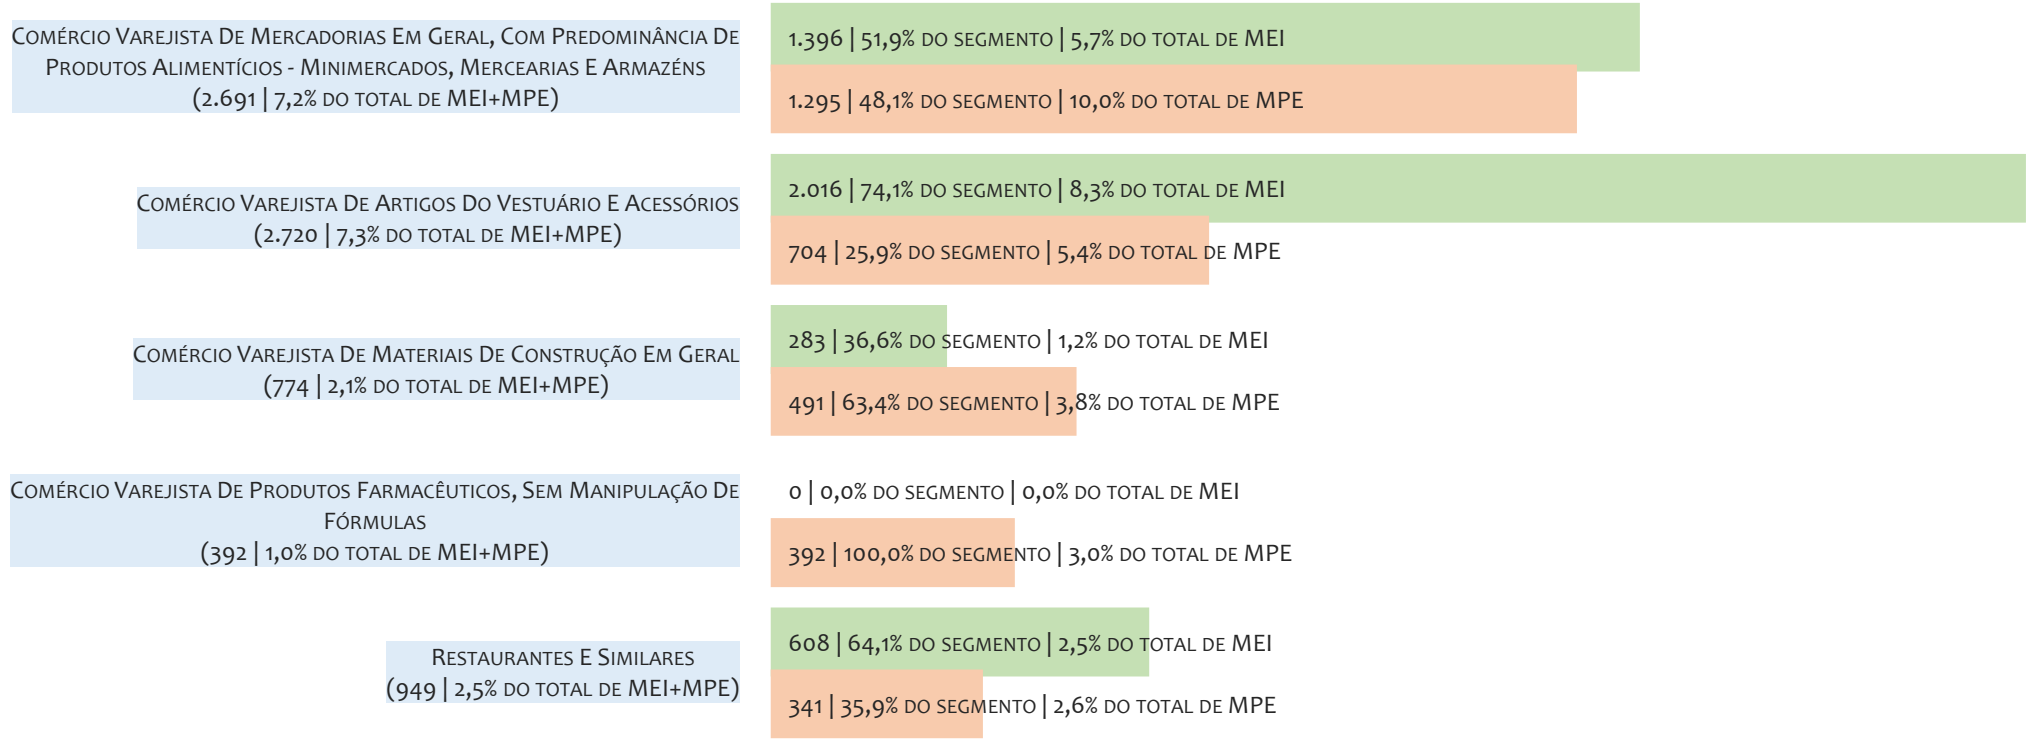 Comércio Varejista De Mercadorias Em Geral, Com Predominância De
Produtos Alimentícios - Minimercados, Mercearias E Armazéns
(2.691 | 7,2% do total de MEI+MPE)
1.396 | 51,9% do segmento | 5,7% do total de MEI
1.295 | 48,1% do segmento | 10,0% do total de MPE
Comércio Varejista De Artigos Do Vestuário E Acessórios
(2.720 | 7,3% do total de MEI+MPE)
2.016 | 74,1% do segmento | 8,3% do total de MEI
704 | 25,9% do segmento | 5,4% do total de MPE
Comércio Varejista De Materiais De Construção Em Geral
(774 | 2,1% do total de MEI+MPE)
283 | 36,6% do segmento | 1,2% do total de MEI
491 | 63,4% do segmento | 3,8% do total de MPE
Comércio Varejista De Produtos Farmacêuticos, Sem Manipulação De
Fórmulas
(392 | 1,0% do total de MEI+MPE)
0 | 0,0% do segmento | 0,0% do total de MEI
392 | 100,0% do segmento | 3,0% do total de MPE
Restaurantes E Similares
(949 | 2,5% do total de MEI+MPE)
608 | 64,1% do segmento | 2,5% do total de MEI
341 | 35,9% do segmento | 2,6% do total de MPE